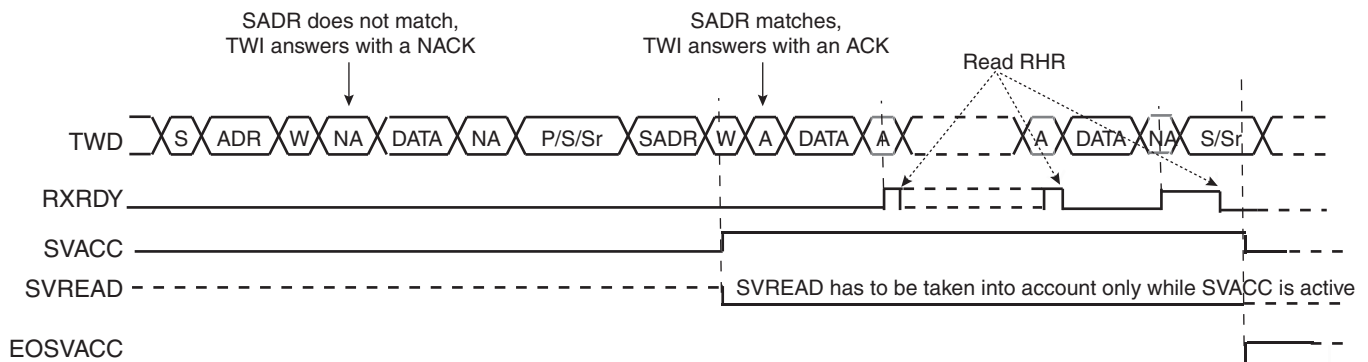 SADR does not match,
TWI answers with a NACK
SADR matches,
TWI answers with an ACK
Read RHR
TWD S ADR W NA DATA NA P/S/Sr SADR W A DATA A A DATA NA S/Sr
RXRDY
SVACC
SVREAD SVREAD has to be taken into account only while SVACC is active
EOSVACC